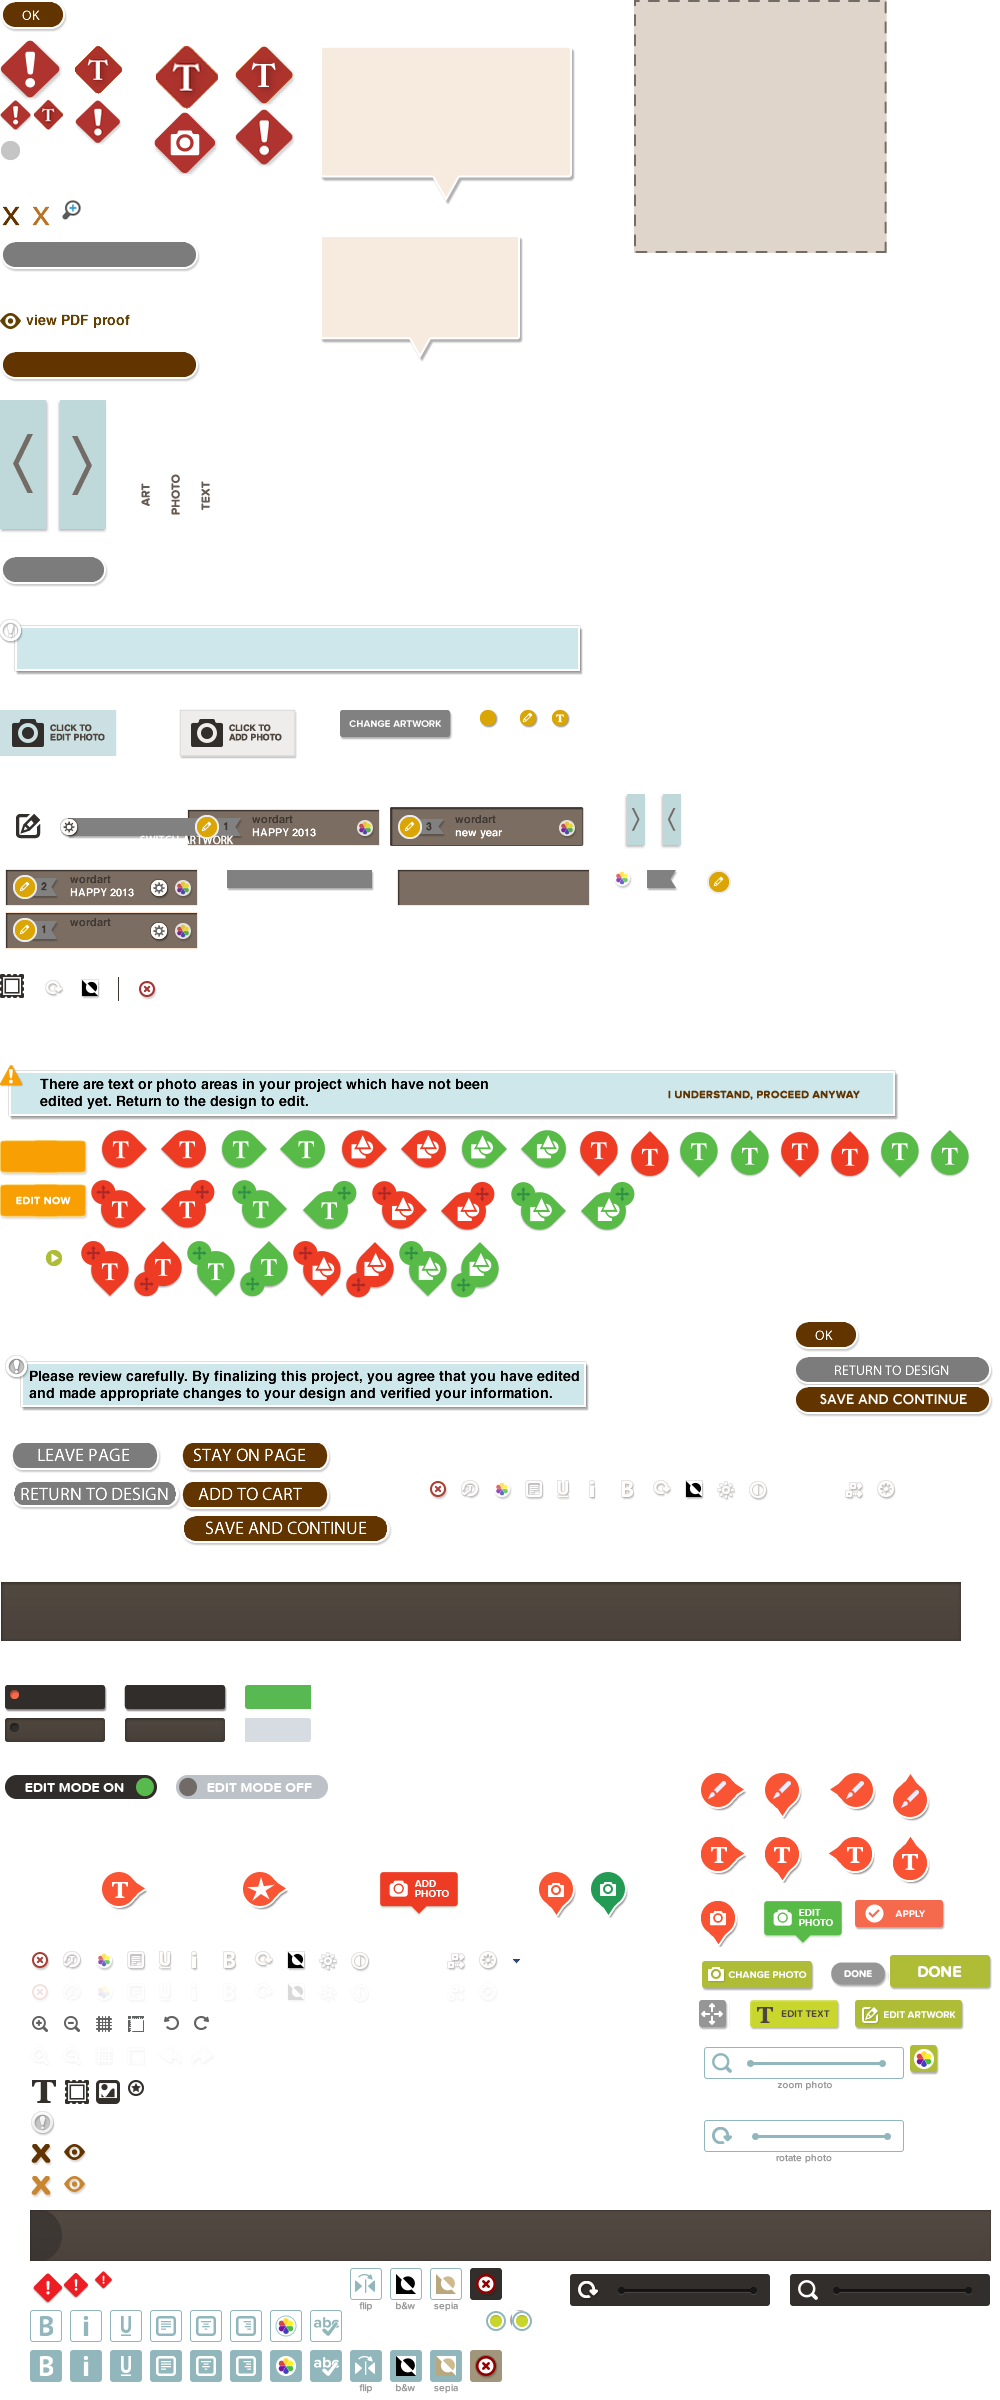 OK
T
T
T
T
X X
view PDF proof
ART
PHOTO
TEXT
CLICK TO
EDIT PHOTO
CLICK TO
ADD PHOTO
CHANGE ARTWORK
T
SWITCH ARTWORK
1
wordart
HAPPY 2013
3
wordart
new year
2
wordart
HAPPY 2013
1
wordart
There are text or photo areas in your project which have not been
edited yet. Return to the design to edit.
I UNDERSTAND, PROCEED ANYWAY
T T T T T T T T T T T T
EDIT NOW
T T T T
T T T T
OK
RETURN TO DESIGN
SAVE AND CONTINUE
Please review carefully. By finalizing this project, you agree that you have edited
and made appropriate changes to your design and verified your information.
LEAVE PAGE
STAY ON PAGE
RETURN TO DESIGN
ADD TO CART
SAVE AND CONTINUE
U i B
EDIT MODE ON
EDIT MODE OFF
T T T T
T
ADD
PHOTO
EDIT
PHOTO
APPLY
CHANGE PHOTO
DONE
DONE
EDIT TEXT
EDIT ARTWORK
U i B
T
zoom photo
rotate photo
flip
b&w
sepia
B i U
abc
B i U
abc
flip
b&w
sepia